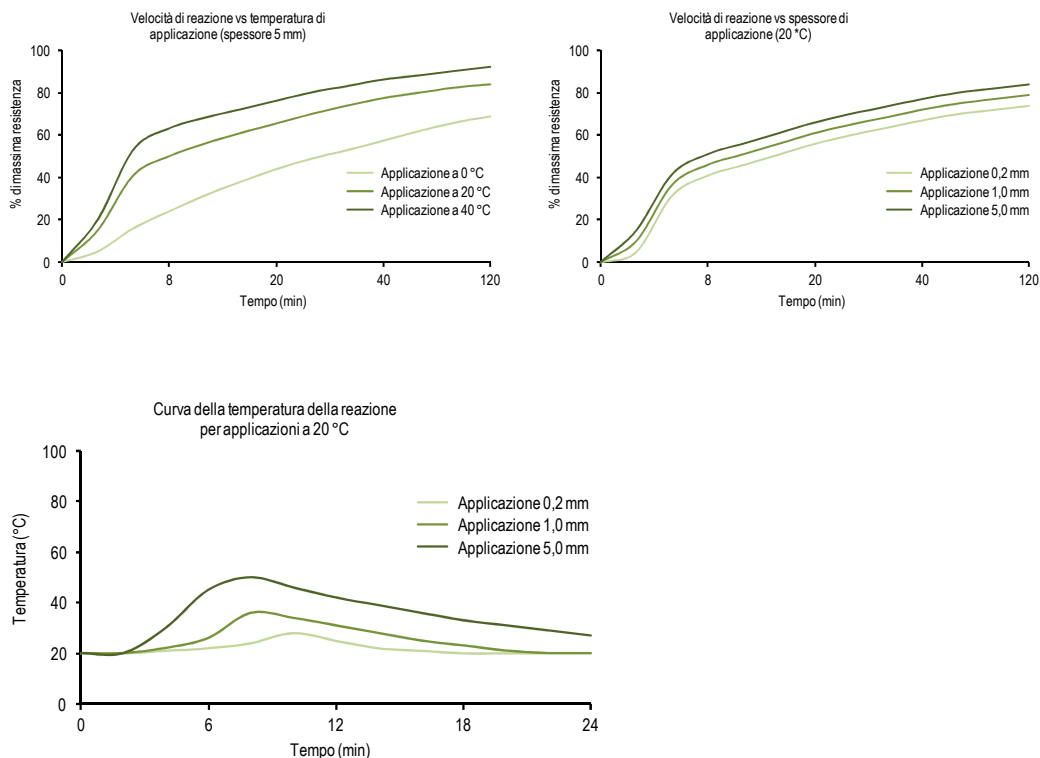 Velocità di reazione vs temperatura di
applicazione (spessore 5 mm)
% di massima resistenza
100
80
60
40
20
0
Applicazione a 0 °C
Applicazione a 20 °C
Applicazione a 40 °C
0 8 20 40 120
Tempo (min)
Velocità di reazione vs spessore di
applicazione (20 °C)
% di massima resistenza
100
80
60
40
20
0
Applicazione 0,2 mm
Applicazione 1,0 mm
Applicazione 5,0 mm
0 8 20 40 120
Tempo (min)
Curva della temperatura della reazione
per applicazioni a 20 °C
Temperatura (°C)
100
80
60
40
20
0
Applicazione 0,2 mm
Applicazione 1,0 mm
Applicazione 5,0 mm
0 6 12 18 24
Tempo (min)